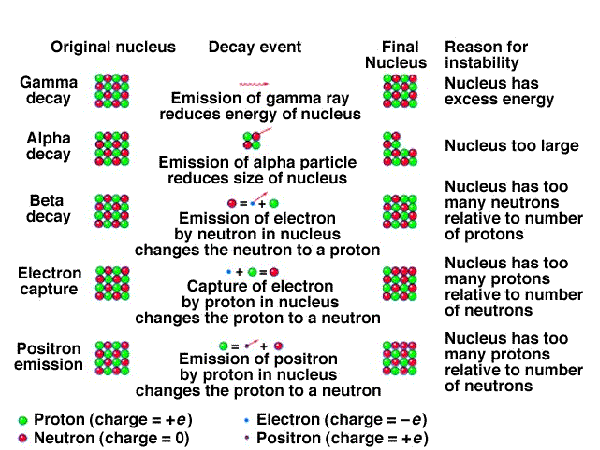 Original nucleus Decay event Final Nucleus Reason for instability
Gamma decay
Emission of gamma ray
reduces energy of nucleus
Nucleus has
excess energy
Alpha decay
Emission of alpha particle
reduces size of nucleus
Nucleus too large
Beta decay
= +
Emission of electron
by neutron in nucleus
changes the neutron to a proton
Nucleus has too
many neutrons
relative to number
of protons
Electron capture
+ =
Capture of electron
by proton in nucleus
changes the proton to a neutron
Nucleus has too
many protons
relative to number
of neutrons
Positron emission
= +
Emission of positron
by proton in nucleus
changes the proton to a neutron
Nucleus has too
many protons
relative to number
of neutrons
Proton (charge = +e)
Electron (charge = −e)
Neutron (charge = 0)
Positron (charge = +e)